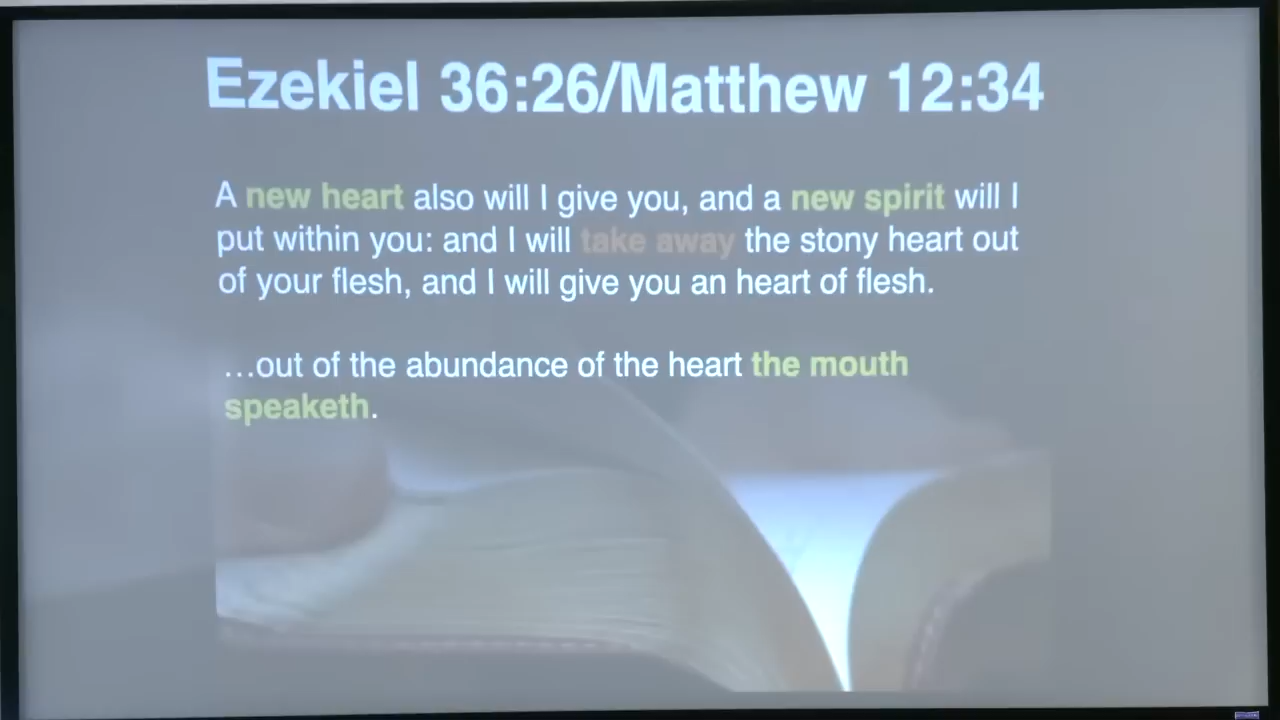 Ezekiel 36:26/Matthew 12:34
A new heart also will I give you, and a new spirit will I
put within you: and I will take away the stony heart out
of your flesh, and I will give you an heart of flesh.
…out of the abundance of the heart the mouth
speaketh.